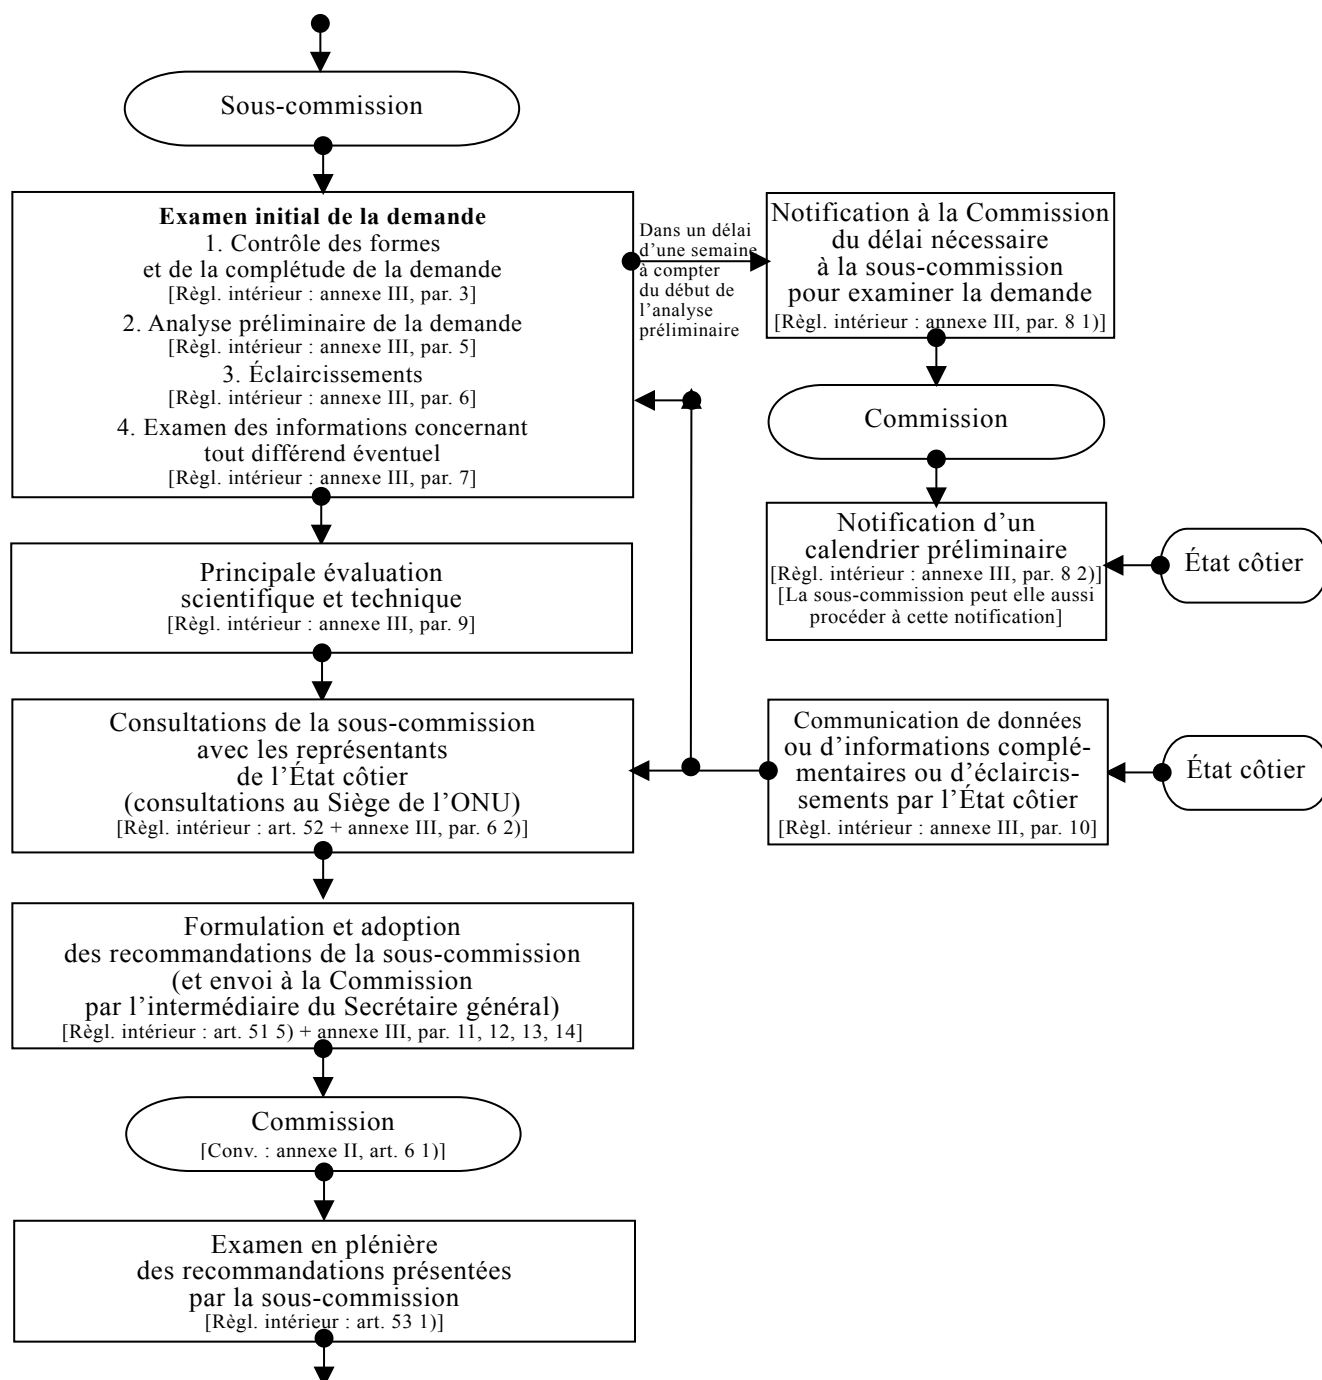 Sous-commission
Examen initial de la demande
1. Contrôle des formes
et de la complétude de la demande
[Règl. intérieur : annexe III, par. 3]
2. Analyse préliminaire de la demande
[Règl. intérieur : annexe III, par. 5]
3. Éclaircissements
[Règl. intérieur : annexe III, par. 6]
4. Examen des informations concernant
tout différend éventuel
[Règl. intérieur : annexe III, par. 7]
Dans un délai
d’une semaine
à compter
du début de
l’analyse
préliminaire
Notification à la Commission
du délai nécessaire
à la sous-commission
pour examiner la demande
[Règl. intérieur : annexe III, par. 8 1)]
Commission
Notification d’un
calendrier préliminaire
[Règl. intérieur : annexe III, par. 8 2)]
[La sous-commission peut elle aussi
procéder à cette notification]
État côtier
Principale évaluation
scientifique et technique
[Règl. intérieur : annexe III, par. 9]
Consultations de la sous-commission
avec les représentants
de l’État côtier
(consultations au Siège de l’ONU)
[Règl. intérieur : art. 52 + annexe III, par. 6 2)]
Communication de données
ou d’informations complé-
mentaires ou d’éclaircis-
sements par l’État côtier
[Règl. intérieur : annexe III, par. 10]
État côtier
Formulation et adoption
des recommandations de la sous-commission
(et envoi à la Commission
par l’intermédiaire du Secrétaire général)
[Règl. intérieur : art. 51 5) + annexe III, par. 11, 12, 13, 14]
Commission
[Conv. : annexe II, art. 6 1)]
Examen en plénière
des recommandations présentées
par la sous-commission
[Règl. intérieur : art. 53 1)]